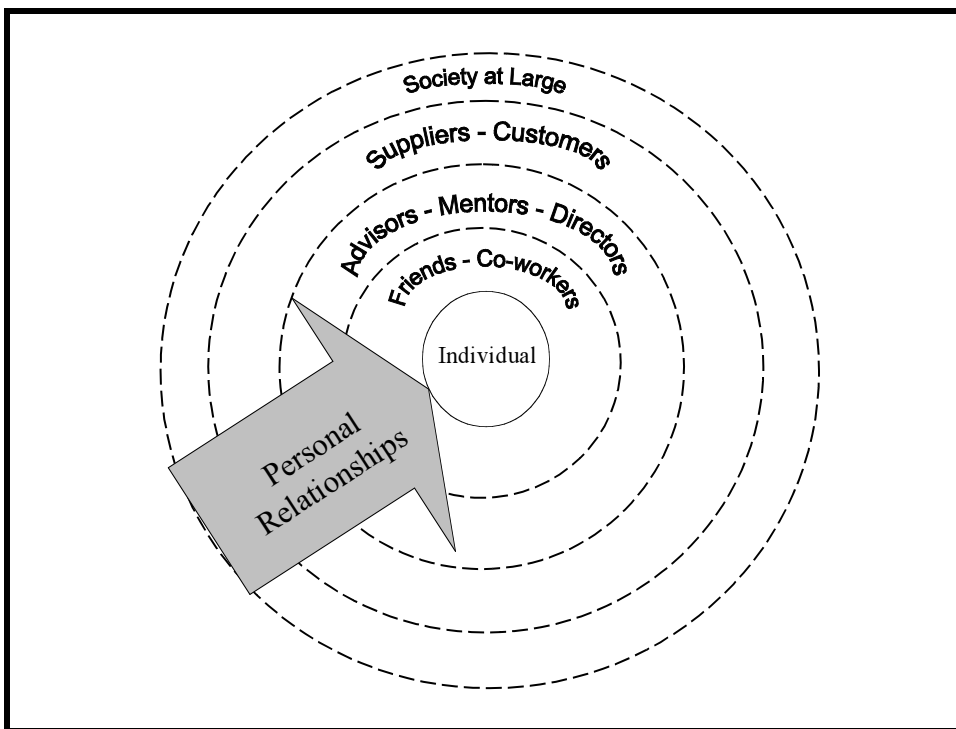 Society at Large
Suppliers - Customers
Advisors - Mentors - Directors
Friends - Co-workers
Individual
Personal
Relationships